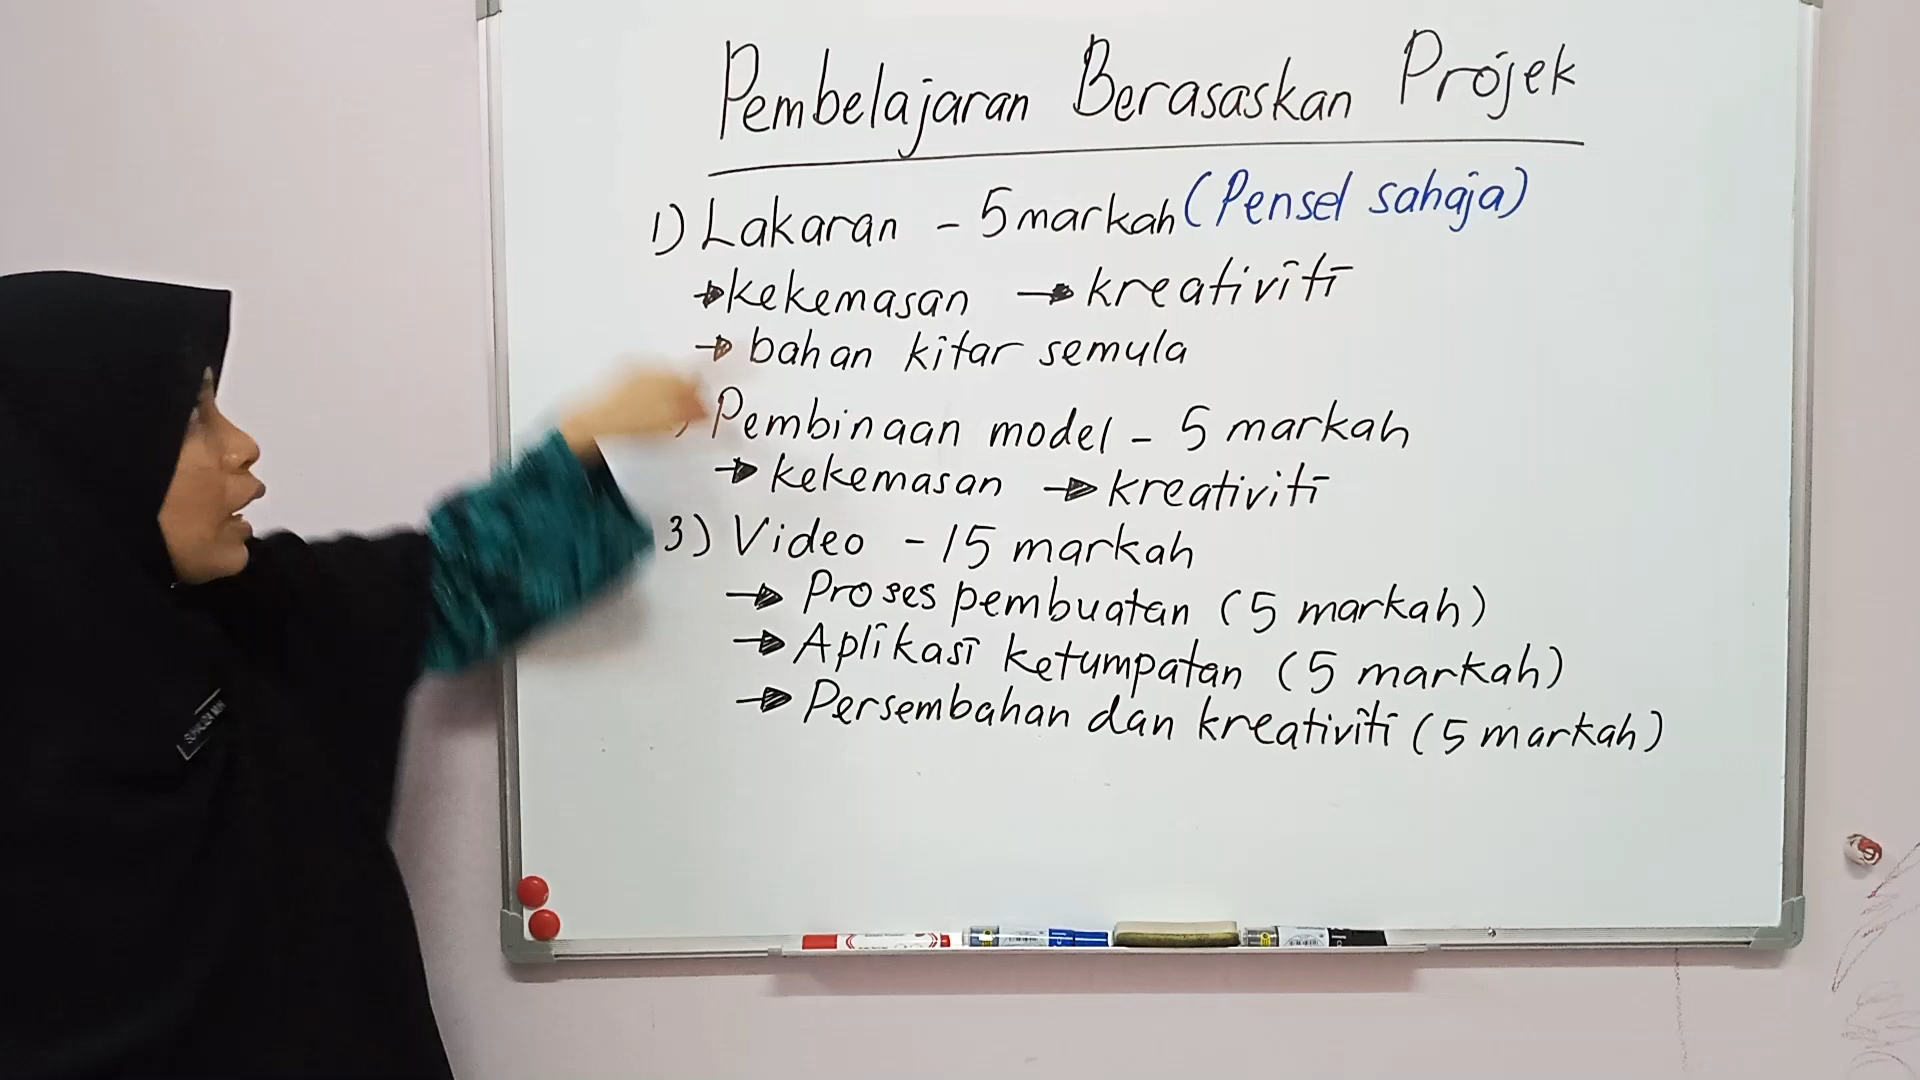 Pembelajaran Berasaskan Projek
1) Lakaran - 5 markah (Pensel sahaja)
→ kekemasan → kreativiti
→ bahan kitar semula
) Pembinaan model - 5 markah
→ kekemasan → kreativiti
3) Video - 15 markah
→ Proses pembuatan (5 markah)
→ Aplikasi ketumpatan (5 markah)
→ Persembahan dan kreativiti (5 markah)